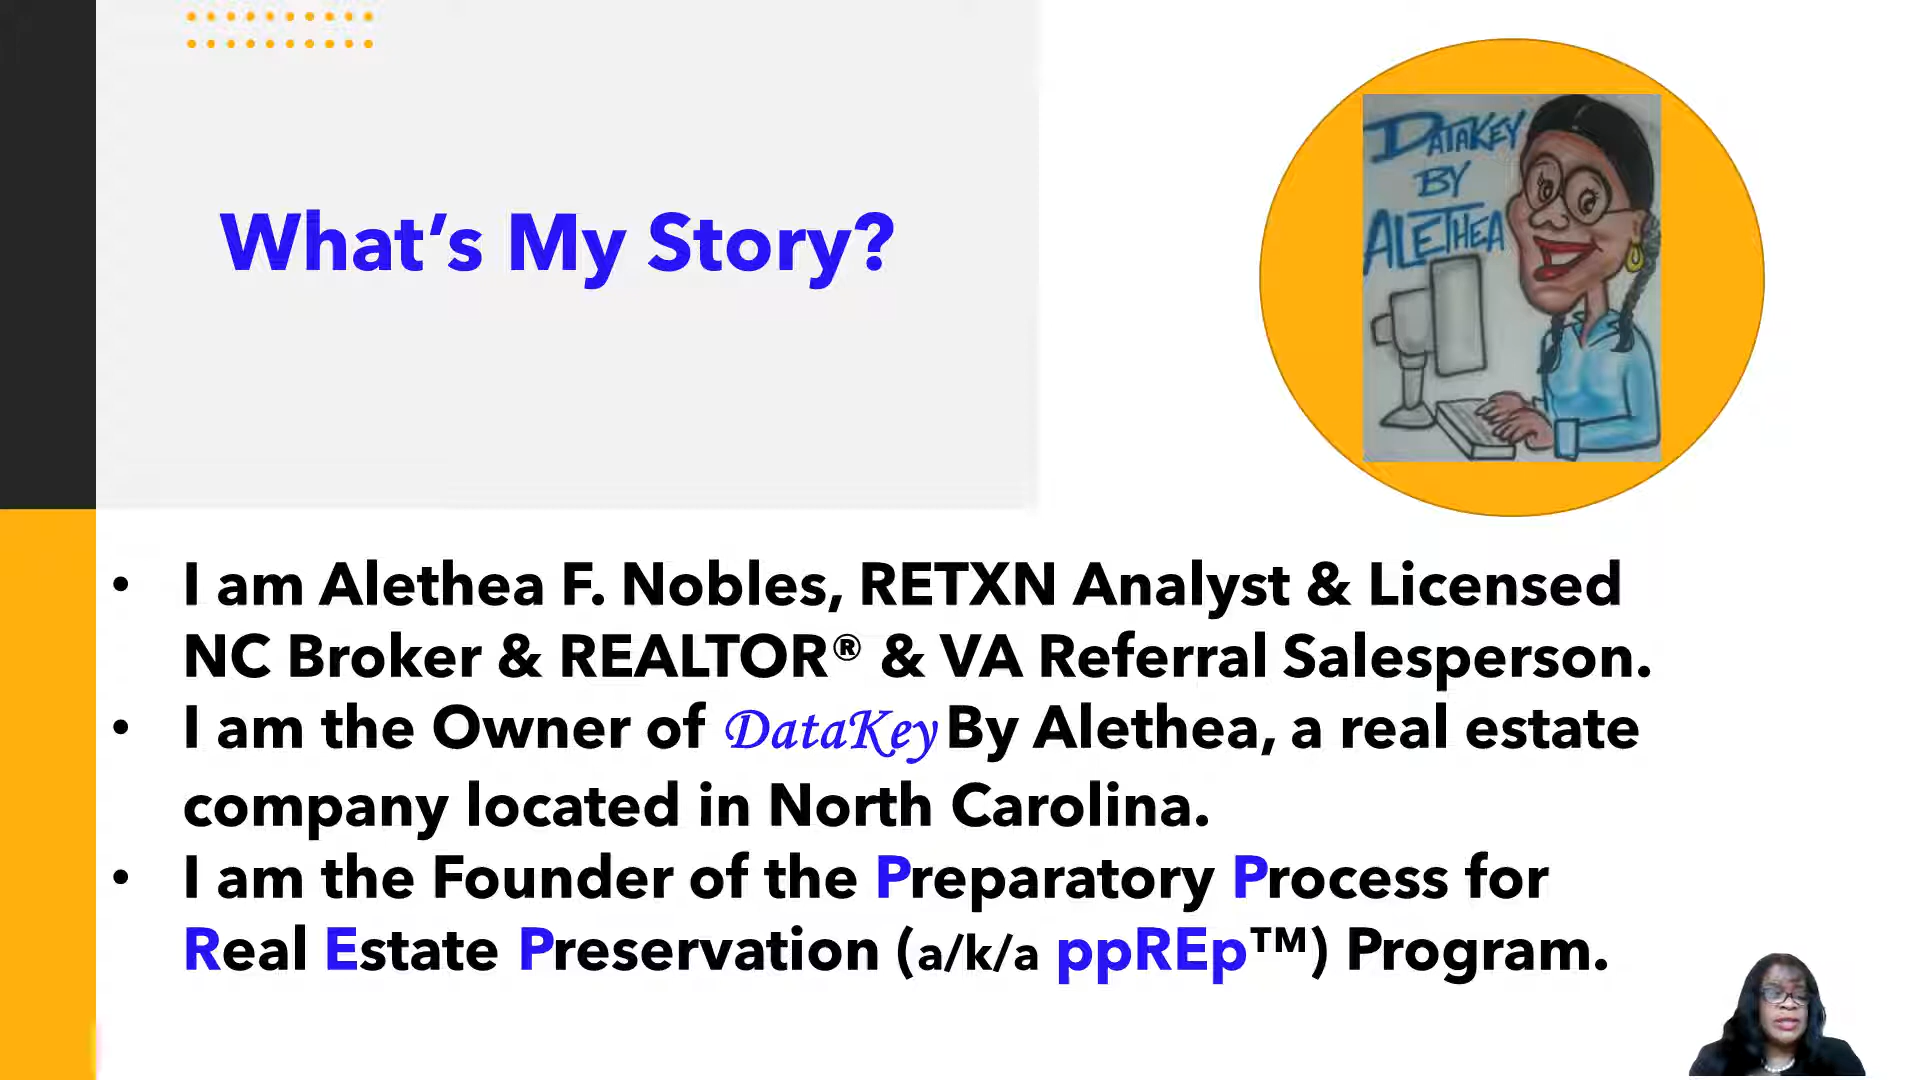 What's My Story?
DATAKEY
BY
ALETHEA
• I am Alethea F. Nobles, RETXN Analyst & Licensed
NC Broker & REALTOR® & VA Referral Salesperson.
• I am the Owner of DataKey By Alethea, a real estate
company located in North Carolina.
• I am the Founder of the Preparatory Process for
Real Estate Preservation (a/k/a ppREp™) Program.